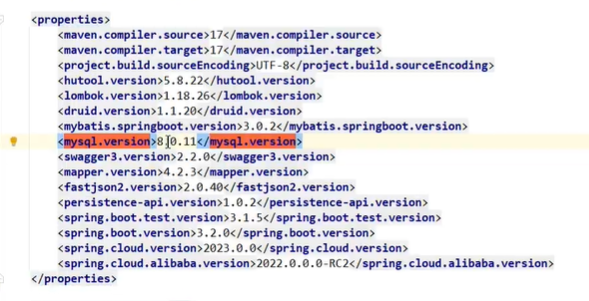 <properties>
<maven.compiler.source>17</maven.compiler.source>
<maven.compiler.target>17</maven.compiler.target>
<project.build.sourceEncoding>UTF-8</project.build.sourceEncoding>
<hutool.version>5.8.22</hutool.version>
<lombok.version>1.18.26</lombok.version>
<druid.version>1.1.20</druid.version>
<mybatis.springboot.version>3.0.2</mybatis.springboot.version>
<mysql.version>8.0.11</mysql.version>
<swagger3.version>2.2.0</swagger3.version>
<mapper.version>4.2.3</mapper.version>
<fastjson2.version>2.0.40</fastjson2.version>
<persistence-api.version>1.0.2</persistence-api.version>
<spring.boot.test.version>3.1.5</spring.boot.test.version>
<spring.boot.version>3.2.0</spring.boot.version>
<spring.cloud.version>2023.0.0</spring.cloud.version>
<spring.cloud.alibaba.version>2022.0.0.0-RC2</spring.cloud.alibaba.version>
</properties>